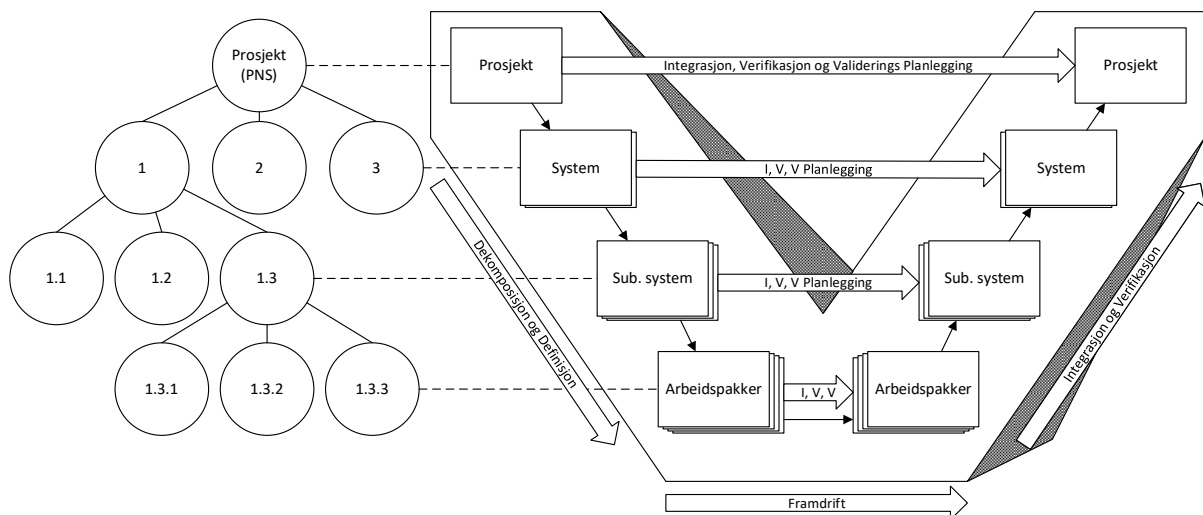 Prosjekt
(PNS)
Prosjekt
Integrasjon, Verifikasjon og Validerings Planlegging
Prosjekt
1
2
3
System
I, V, V Planlegging
System
1.1
1.2
1.3
Sub. system
I, V, V Planlegging
Sub. system
Dekomposisjon og Definisjon
Integrasjon og Verifikasjon
1.3.1
1.3.2
1.3.3
Arbeidspakker
I, V, V
Arbeidspakker
Framdrift